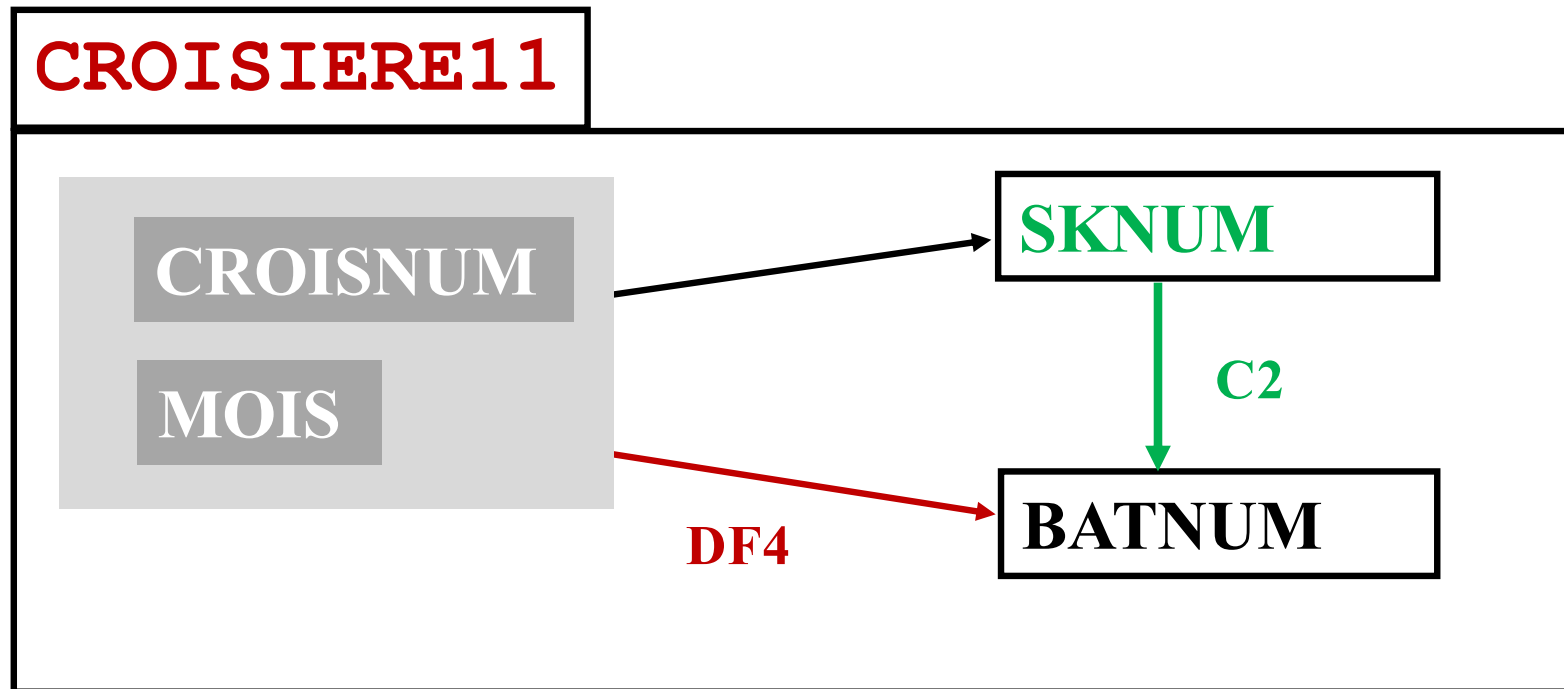 CROISIERE11
CROISNUM
SKNUM
MOIS
C2
DF4
BATNUM